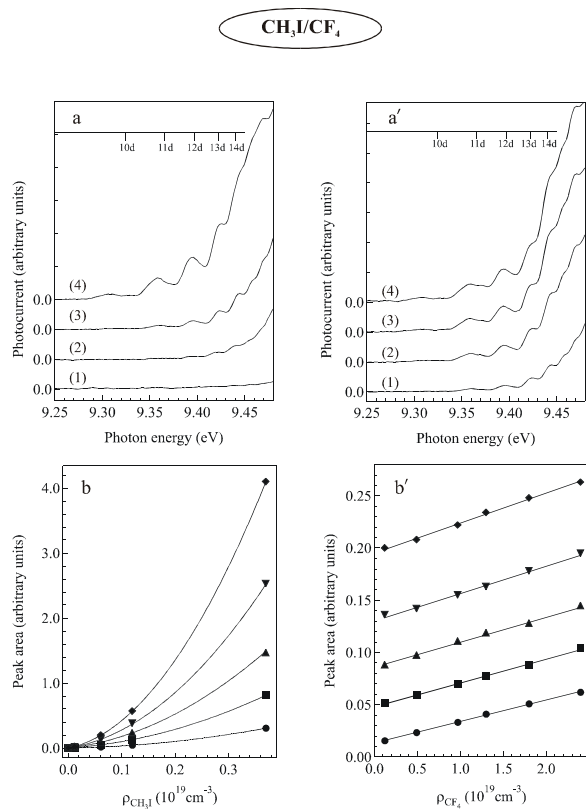 CH₃I/CF₄
a
10d 11d 12d 13d 14d
Photocurrent (arbitrary units)
(4)
0.0
(3)
0.0
(2)
0.0
(1)
0.0
9.25 9.30 9.35 9.40 9.45
Photon energy (eV)
a′
10d 11d 12d 13d 14d
Photocurrent (arbitrary units)
(4)
0.0
(3)
0.0
(2)
0.0
(1)
0.0
9.25 9.30 9.35 9.40 9.45
Photon energy (eV)
b
Peak area (arbitrary units)
4.0
3.0
2.0
1.0
0.0
0.0 0.1 0.2 0.3
ρCH₃I (10¹⁹cm⁻³)
b′
Peak area (arbitrary units)
0.25
0.20
0.15
0.10
0.05
0.00
0.0 0.5 1.0 1.5 2.0
ρCF₄ (10¹⁹cm⁻³)